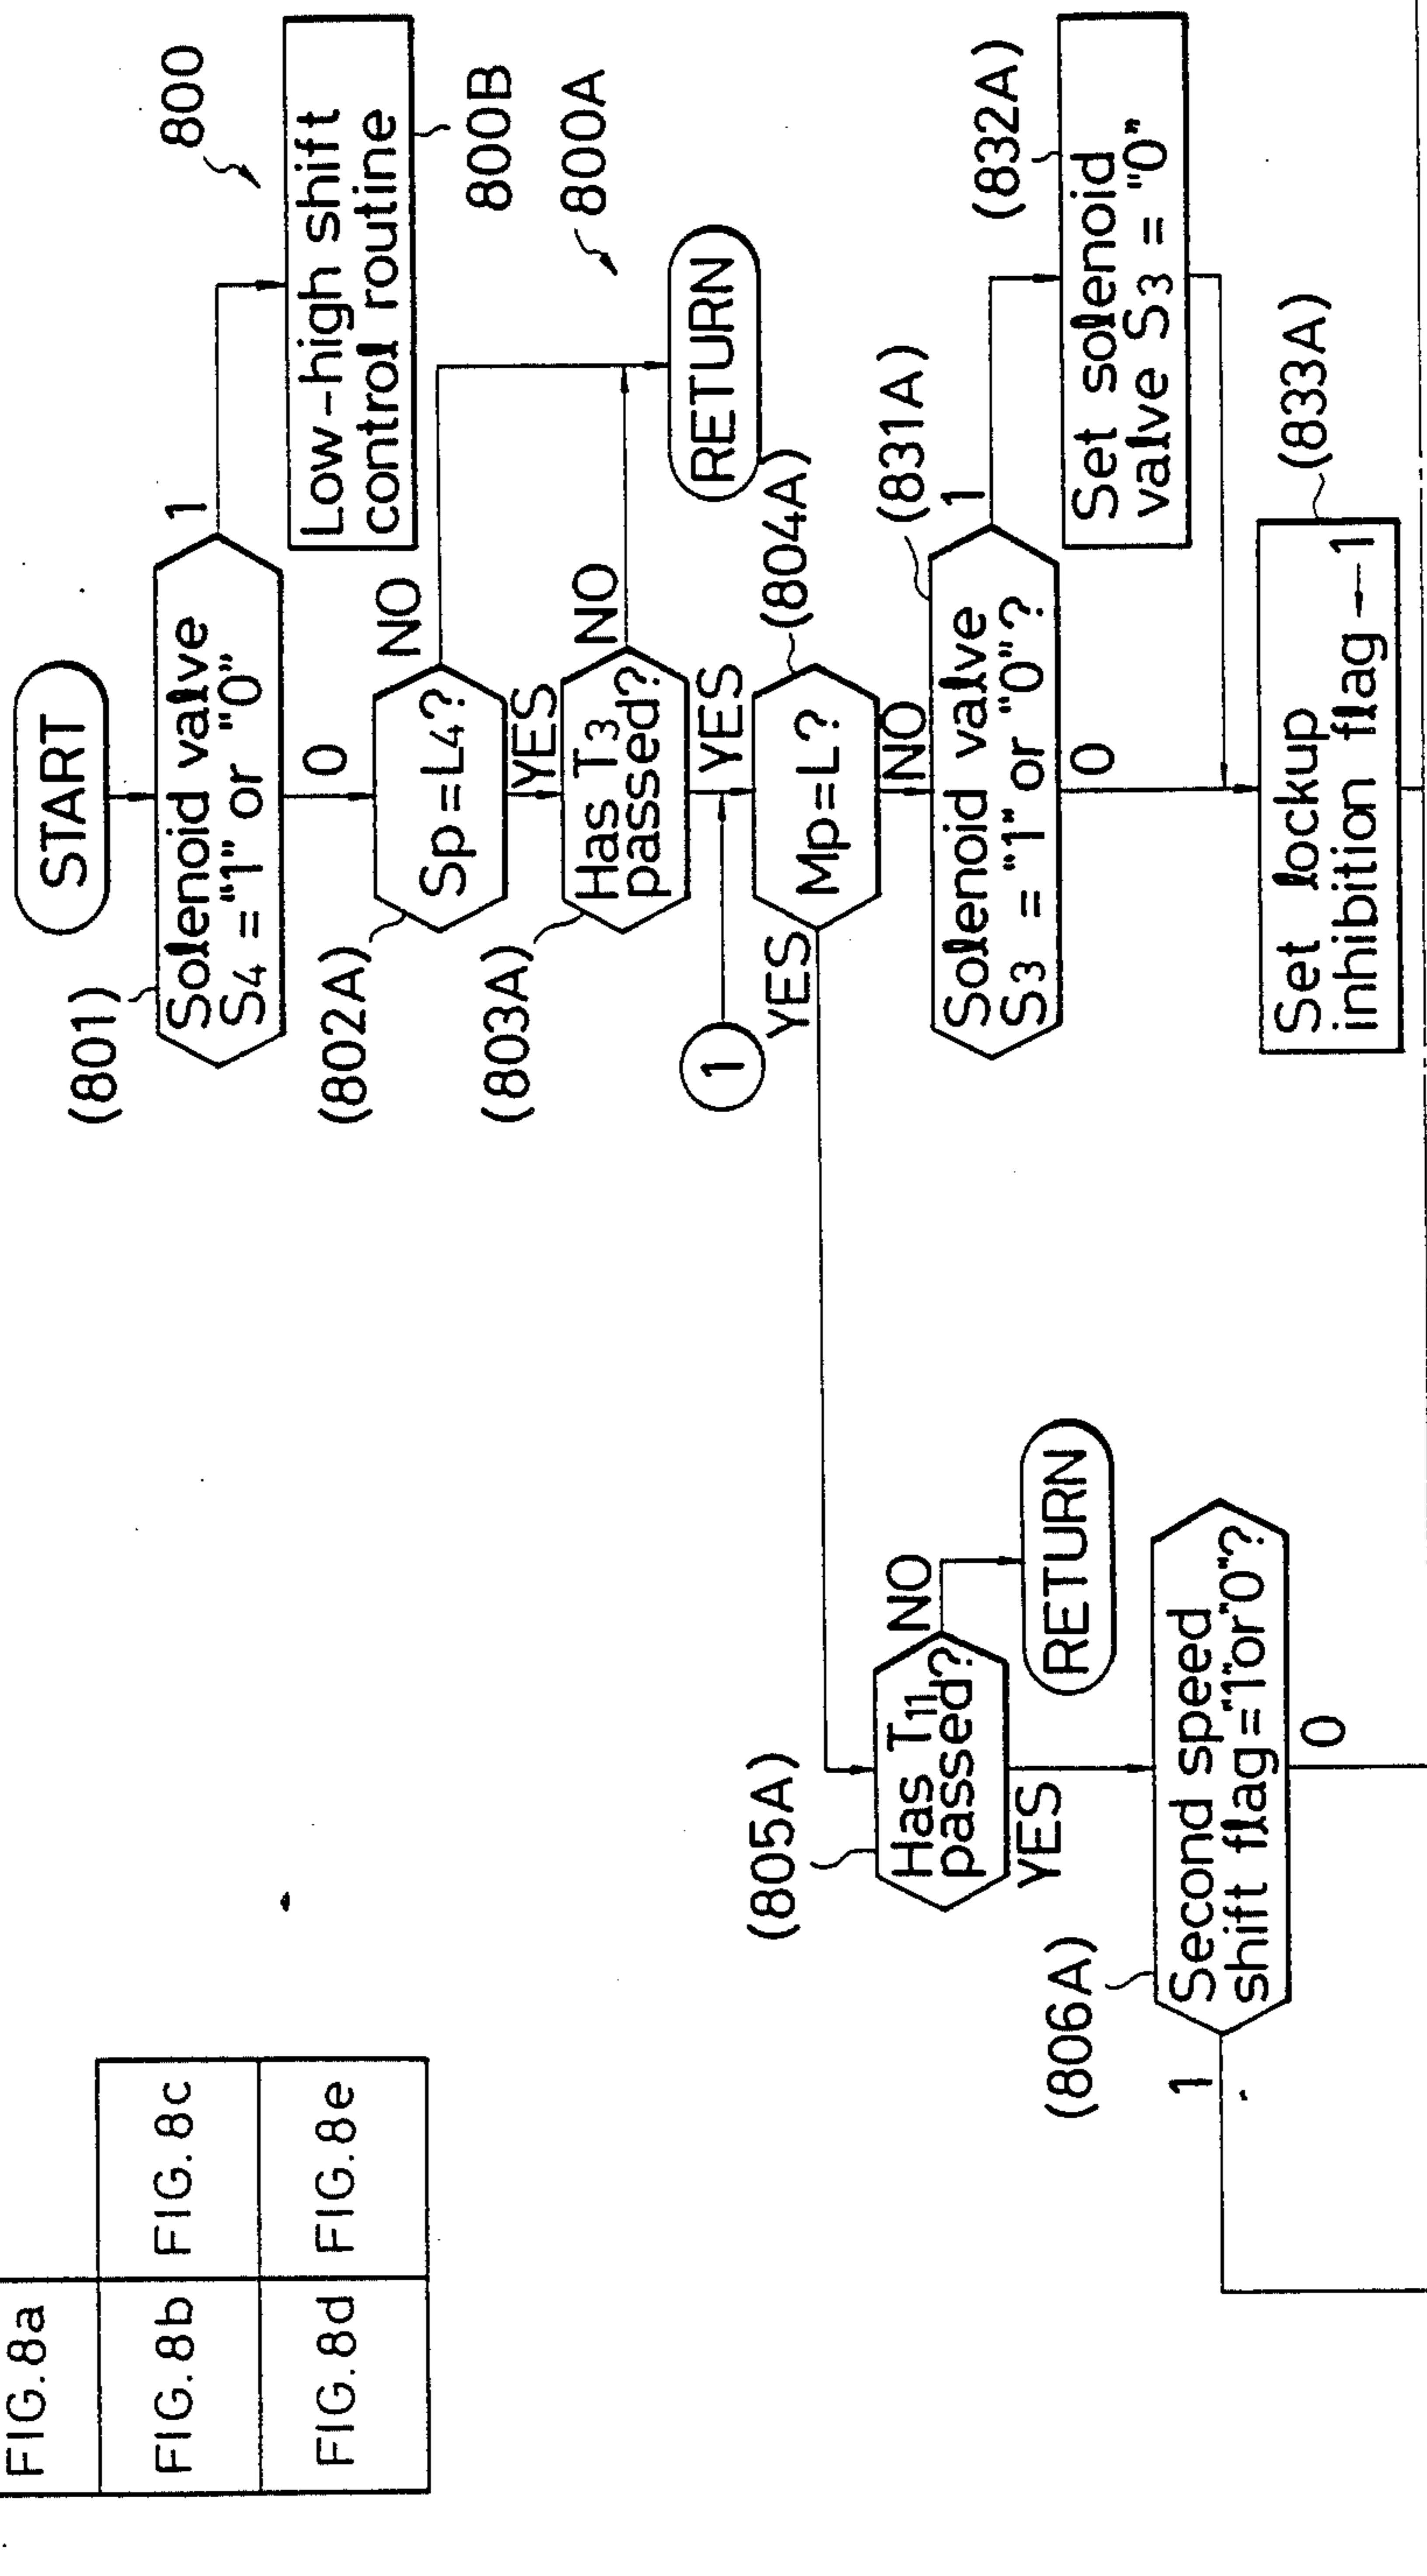 FIG.8a
FIG.8b FIG.8c
FIG.8d FIG.8e
START
800
(801)
Solenoid valve
S4 = "1" or "0"
1
0
Low-high shift
control routine
800B
800A
(802A)
Sp = L4?
NO
YES
(803A)
Has T3
passed?
NO
YES
RETURN
1
(804A)
Mp = L?
YES
NO
(831A)
Solenoid valve
S3 = "1" or "0"?
1
0
(832A)
Set solenoid
valve S3 = "0"
(833A)
Set lockup
inhibition flag ← 1
(805A)
Has T11
passed?
NO
YES
RETURN
(806A)
Second speed
shift flag = "1" or "0"?
1
0